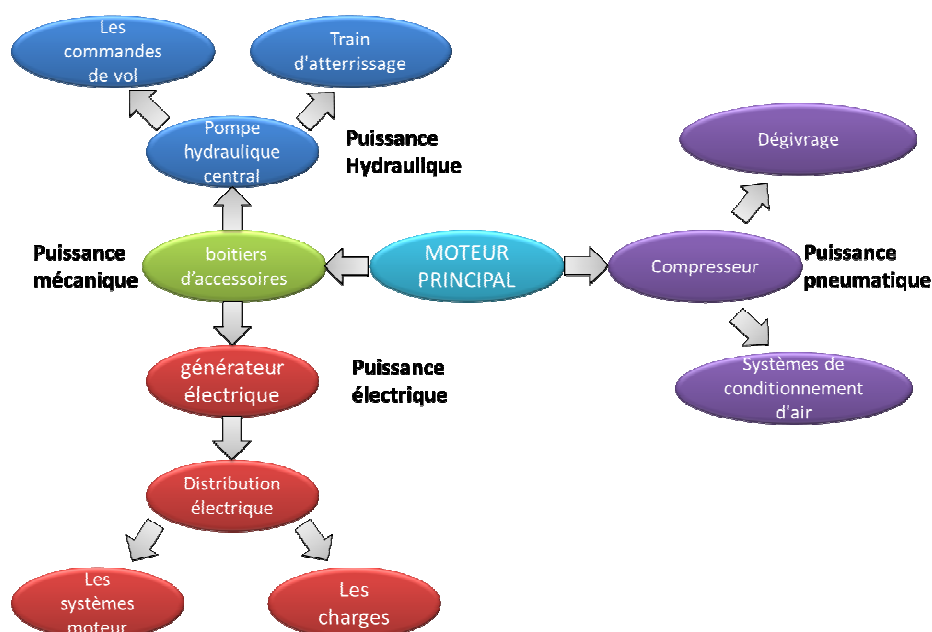 Les
commandes
de vol
Train
d'atterrissage
Pompe
hydraulique
central
Puissance
Hydraulique
Dégivrage
Puissance
mécanique
boitiers
d'accessoires
MOTEUR
PRINCIPAL
Compresseur
Puissance
pneumatique
générateur
électrique
Puissance
électrique
Systèmes de
conditionnement
d'air
Distribution
électrique
Les
systèmes
moteur
Les
charges